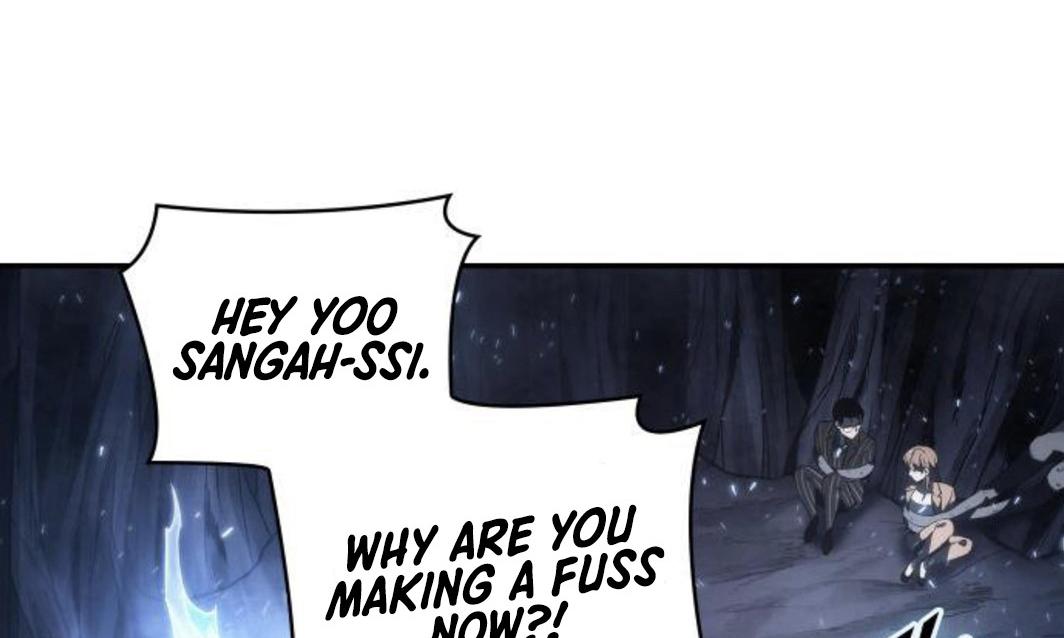 HEY YOO
SANGAH-SSI.
WHY ARE YOU
MAKING A FUSS
NOW?!